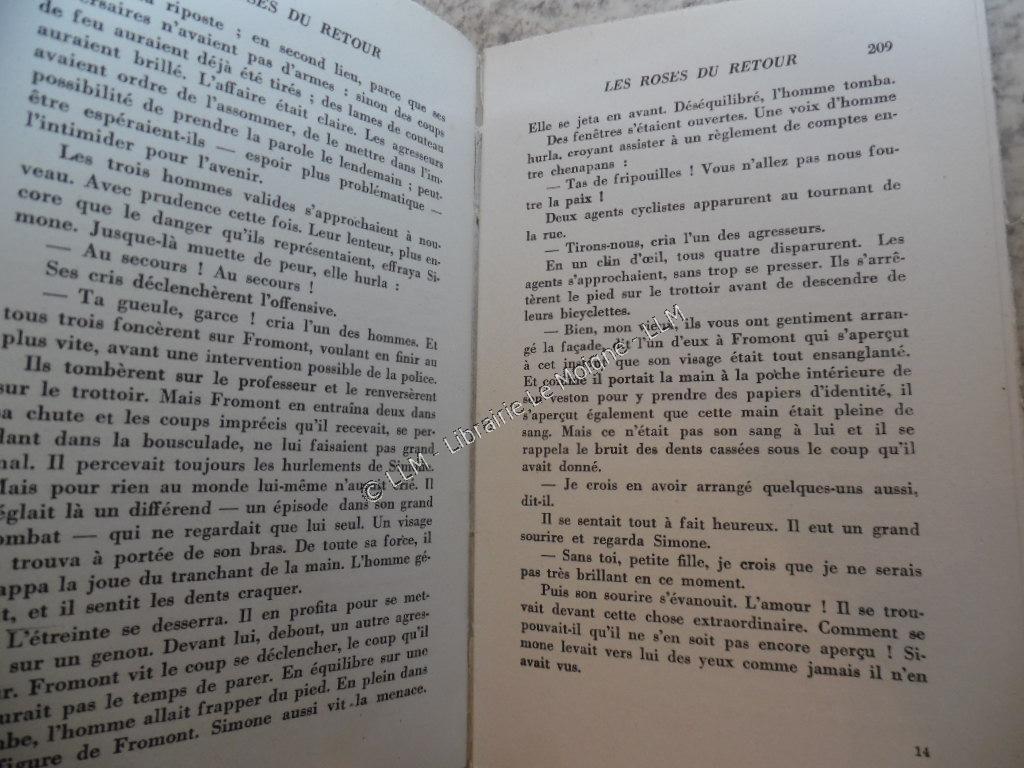 ROSES DU RETOUR
riposte ; en second lieu, parce que ses
n'avaient pas d'armes : sinon des coups
de feu auraient déjà été tirés ; des lames de couteau
auraient brillé. L'affaire était claire. Les agresseurs
avaient ordre de l'assommer, de le mettre dans l'im-
possibilité de prendre la parole le lendemain ; peut-
être espéraient-ils — espoir plus problématique —
l'intimider pour l'avenir.
Les trois hommes valides s'approchaient à nou-
veau. Avec prudence cette fois. Leur lenteur, plus en-
core que le danger qu'ils représentaient, effraya Si-
mone. Jusque-là muette de peur, elle hurla :
— Au secours ! Au secours !
Ses cris déclenchèrent l'offensive.
— Ta gueule, garce ! cria l'un des hommes. Et
tous trois foncèrent sur Fromont, voulant en finir au
plus vite, avant une intervention possible de la police.
Ils tombèrent sur le professeur et le renversèrent
sur le trottoir. Mais Fromont en entraîna deux dans
sa chute et les coups imprécis qu'il recevait, se per-
dant dans la bousculade, ne lui faisaient pas grand
mal. Il percevait toujours les hurlements de
Mais pour rien au monde lui-même n'aurait crié. Il
réglait là un différend — un épisode dans son grand
combat — qui ne regardait que lui seul. Un visage
trouva à portée de son bras. De toute sa force, il
frappa la joue du tranchant de la main. L'homme gé-
et il sentit les dents craquer.
L'étreinte se desserra. Il en profita pour se met-
sur un genou. Devant lui, debout, un autre agres-
Fromont vit le coup se déclencher, le coup qu'il
aurait pas le temps de parer. En équilibre sur une
l'homme allait frapper du pied. En plein dans
figure de Fromont. Simone aussi vit la menace.
LES ROSES DU RETOUR 209
Elle se jeta en avant. Déséquilibré, l'homme tomba.
Des fenêtres s'étaient ouvertes. Une voix d'homme
hurla, croyant assister à un règlement de comptes en-
tre chenapans :
— Tas de fripouilles ! Vous n'allez pas nous fou-
tre la paix !
Deux agents cyclistes apparurent au tournant de
la rue.
— Tirons-nous, cria l'un des agresseurs.
En un clin d'œil, tous quatre disparurent. Les
agents s'approchaient, sans trop se presser. Ils s'arrê-
tèrent le pied sur le trottoir avant de descendre de
leurs bicyclettes.
— Bien, mon vieux, ils vous ont gentiment arran-
gé la façade, dit l'un d'eux à Fromont qui s'aperçut
à cet instant que son visage était tout ensanglanté.
Et comme il portait la main à la poche intérieure de
son veston pour y prendre des papiers d'identité, il
s'aperçut également que cette main était pleine de
sang. Mais ce n'était pas son sang à lui et il se
rappela le bruit des dents cassées sous le coup qu'il
avait donné.
— Je crois en avoir arrangé quelques-uns aussi,
dit-il.
Il se sentait tout à fait heureux. Il eut un grand
sourire et regarda Simone.
— Sans toi, petite fille, je crois que je ne serais
pas très brillant en ce moment.
Puis son sourire s'évanouit. L'amour ! Il se trou-
vait devant cette chose extraordinaire. Comment se
pouvait-il qu'il ne s'en soit pas encore aperçu ! Si-
mone levait vers lui des yeux comme jamais il n'en
avait vus.
14
© LLM - Librairie Le Moigne - LLM